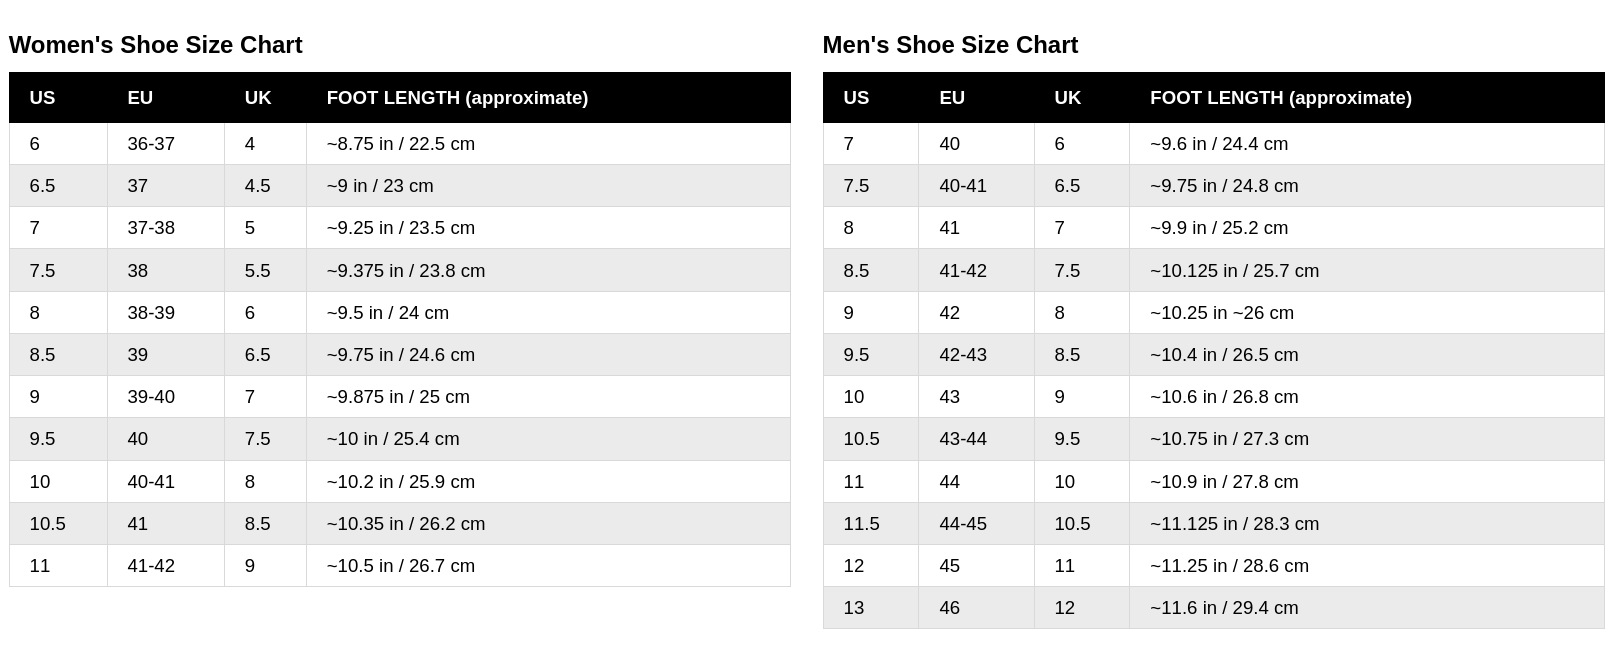 Women's Shoe Size Chart
US EU UK FOOT LENGTH (approximate)
6 36-37 4 ~8.75 in / 22.5 cm
6.5 37 4.5 ~9 in / 23 cm
7 37-38 5 ~9.25 in / 23.5 cm
7.5 38 5.5 ~9.375 in / 23.8 cm
8 38-39 6 ~9.5 in / 24 cm
8.5 39 6.5 ~9.75 in / 24.6 cm
9 39-40 7 ~9.875 in / 25 cm
9.5 40 7.5 ~10 in / 25.4 cm
10 40-41 8 ~10.2 in / 25.9 cm
10.5 41 8.5 ~10.35 in / 26.2 cm
11 41-42 9 ~10.5 in / 26.7 cm
Men's Shoe Size Chart
US EU UK FOOT LENGTH (approximate)
7 40 6 ~9.6 in / 24.4 cm
7.5 40-41 6.5 ~9.75 in / 24.8 cm
8 41 7 ~9.9 in / 25.2 cm
8.5 41-42 7.5 ~10.125 in / 25.7 cm
9 42 8 ~10.25 in ~26 cm
9.5 42-43 8.5 ~10.4 in / 26.5 cm
10 43 9 ~10.6 in / 26.8 cm
10.5 43-44 9.5 ~10.75 in / 27.3 cm
11 44 10 ~10.9 in / 27.8 cm
11.5 44-45 10.5 ~11.125 in / 28.3 cm
12 45 11 ~11.25 in / 28.6 cm
13 46 12 ~11.6 in / 29.4 cm